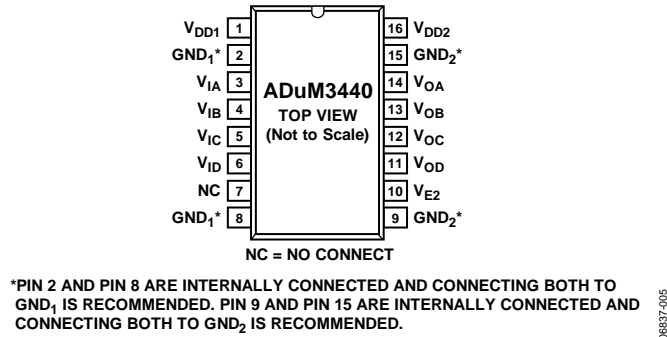 VDD1 1 16 VDD2
GND1* 2 15 GND2*
VIA 3 14 VOA
ADuM3440
VIB 4 13 VOB
TOP VIEW
VIC 5 (Not to Scale) 12 VOC
VID 6 11 VOD
NC 7 10 VE2
GND1* 8 9 GND2*
NC = NO CONNECT
*PIN 2 AND PIN 8 ARE INTERNALLY CONNECTED AND CONNECTING BOTH TO
GND1 IS RECOMMENDED. PIN 9 AND PIN 15 ARE INTERNALLY CONNECTED AND
CONNECTING BOTH TO GND2 IS RECOMMENDED.
06837-005